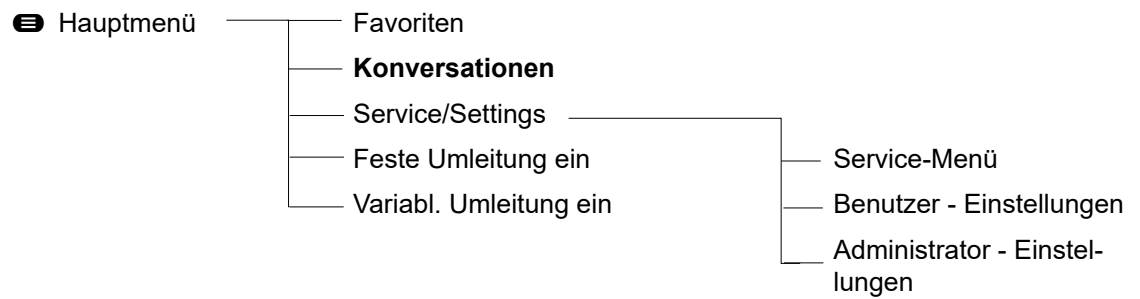 Hauptmenü
Favoriten
Konversationen
Service/Settings
Feste Umleitung ein
Variabl. Umleitung ein
Service-Menü
Benutzer - Einstellungen
Administrator - Einstel-
lungen